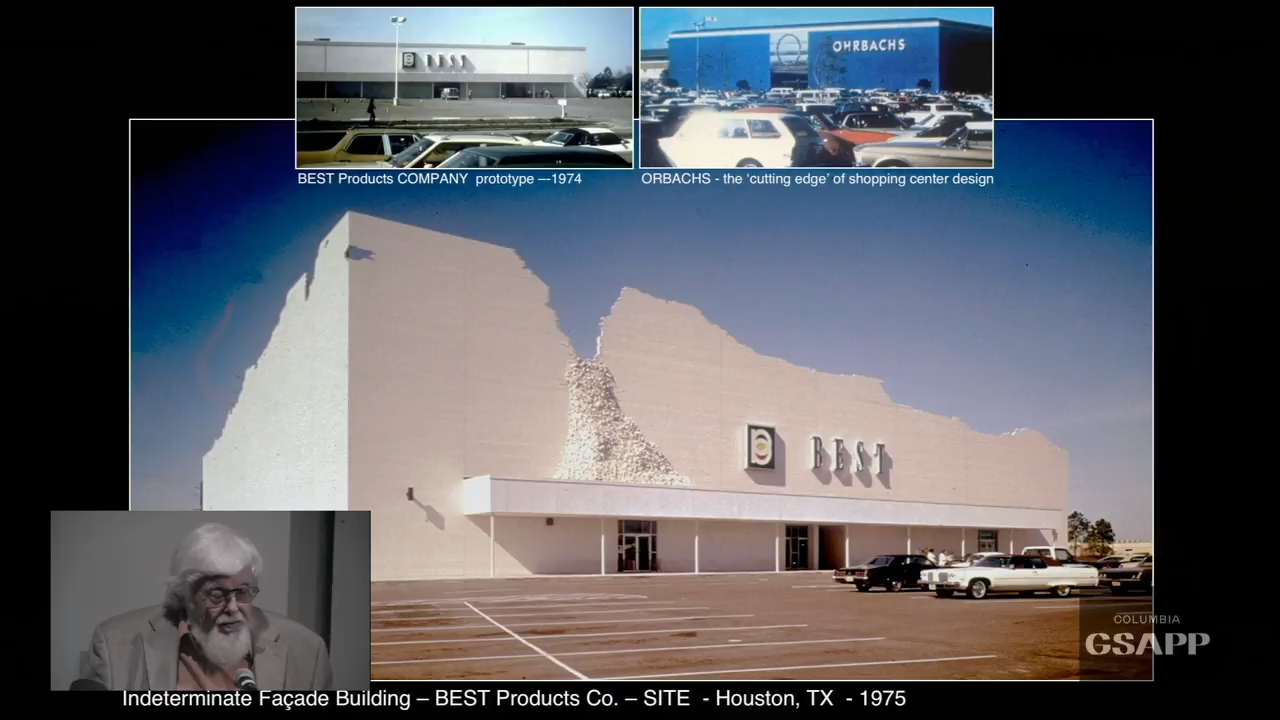 BEST
OHRBACHS
BEST Products COMPANY prototype –-1974
ORBACHS - the ‘cutting edge’ of shopping center design
BEST
COLUMBIA
GSAPP
Indeterminate Façade Building – BEST Products Co. – SITE - Houston, TX - 1975